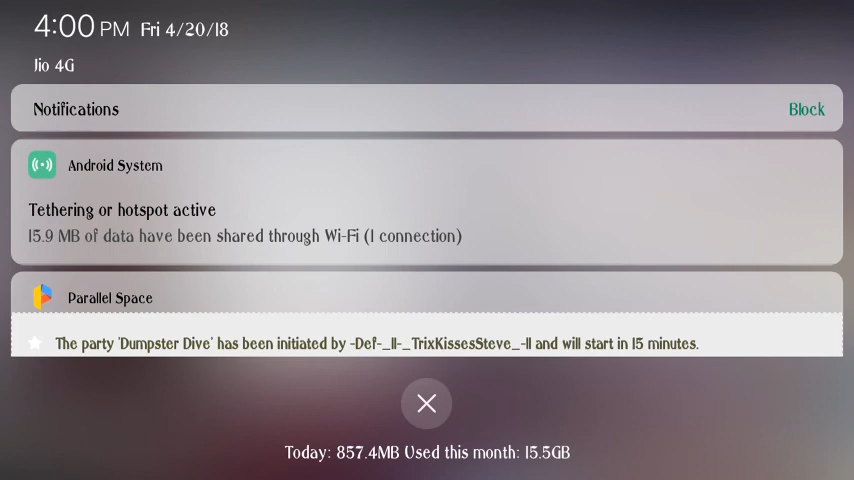 4:00 PM Fri 4/20/18
Jio 4G
Notifications Block
Android System
Tethering or hotspot active
15.9 MB of data have been shared through Wi-Fi (1 connection)
Parallel Space
The party 'Dumpster Dive' has been initiated by -Def-_II-_TrixKissesSteve_-II and will start in 15 minutes.
Today: 857.4MB Used this month: 15.5GB